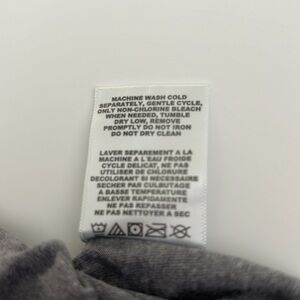 MACHINE WASH COLD
SEPARATELY, GENTLE CYCLE,
ONLY NON-CHLORINE BLEACH
WHEN NEEDED, TUMBLE
DRY LOW, REMOVE
PROMPTLY DO NOT IRON
DO NOT DRY CLEAN
LAVER SEPAREMENT A LA
MACHINE A L'EAU FROIDE
CYCLE DELICAT, NE PAS
UTILISER DE CHLORURE
DECOLORANT SI NECESSAIRE
SECHER PAR CULBUTAGE
A BASSE TEMPERATURE
ENLEVER RAPIDEMENT
NE PAS REPASSER
NE PAS NETTOYER A SEC